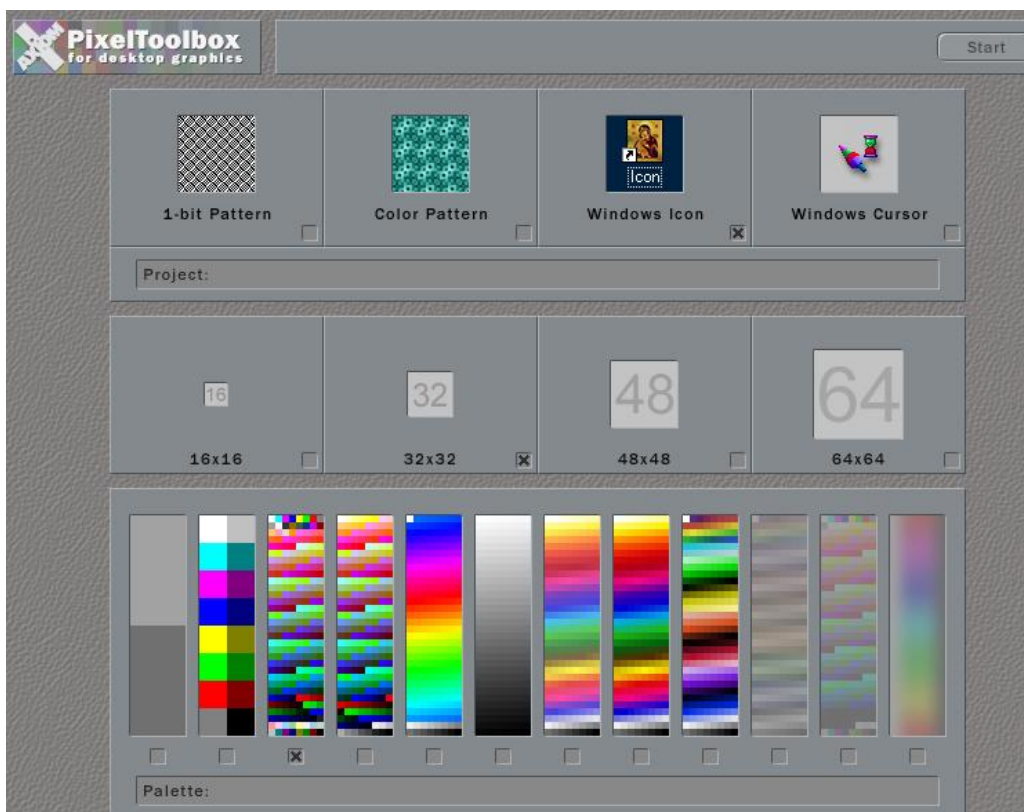 PixelToolbox
for desktop graphics
Start
Icon
1-bit Pattern
Color Pattern
Windows Icon
Windows Cursor
Project:
16
32
48
64
16x16
32x32
48x48
64x64
Palette: